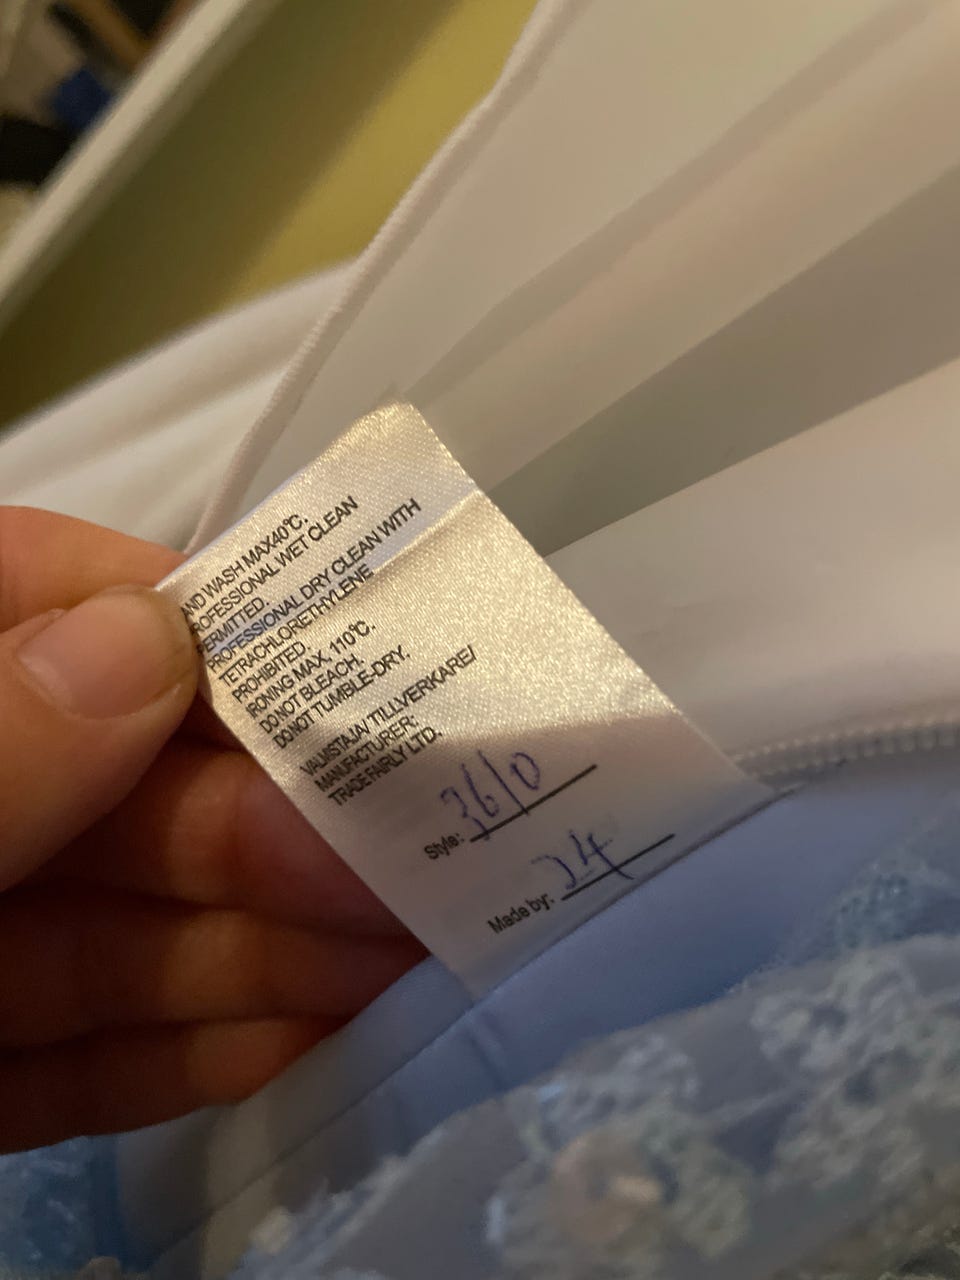 AND WASH MAX40°C.
PROFESSIONAL WET CLEAN
PERMITTED.
PROFESSIONAL DRY CLEAN WITH
TETRACHLORETHYLENE
PROHIBITED.
IRONING MAX, 110°C.
DO NOT BLEACH.
DO NOT TUMBLE-DRY.
VALMISTAJA/ TILLVERKARE/
MANUFACTURER:
TRADE FAIRLY LTD.
Style: 3610
Made by: 24